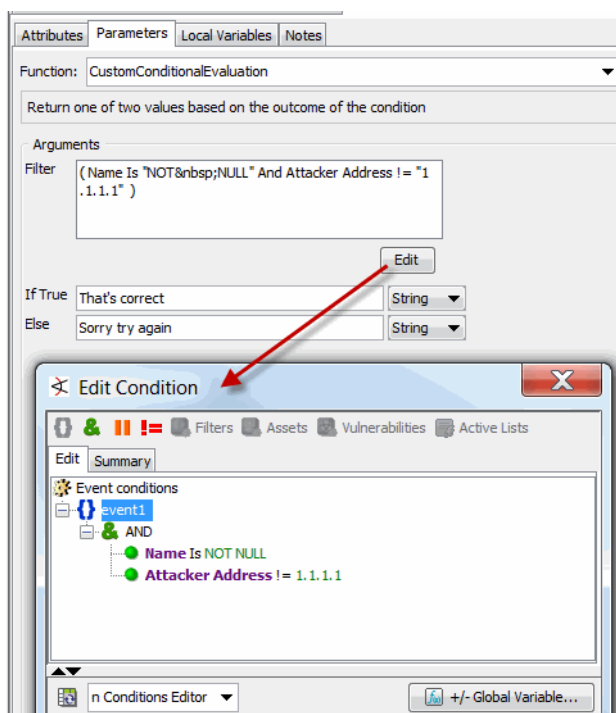 Attributes Parameters Local Variables Notes
Function: CustomConditionalEvaluation
Return one of two values based on the outcome of the condition
Arguments
Filter
( Name Is "NOT&nbsp;NULL" And Attacker Address != "1
.1.1.1" )
Edit
If True That's correct String
Else Sorry try again String
Edit Condition
{} & != Filters Assets Vulnerabilities Active Lists
Edit Summary
Event conditions
{} event1
& AND
Name Is NOT NULL
Attacker Address != 1.1.1.1
n Conditions Editor +/- Global Variable...